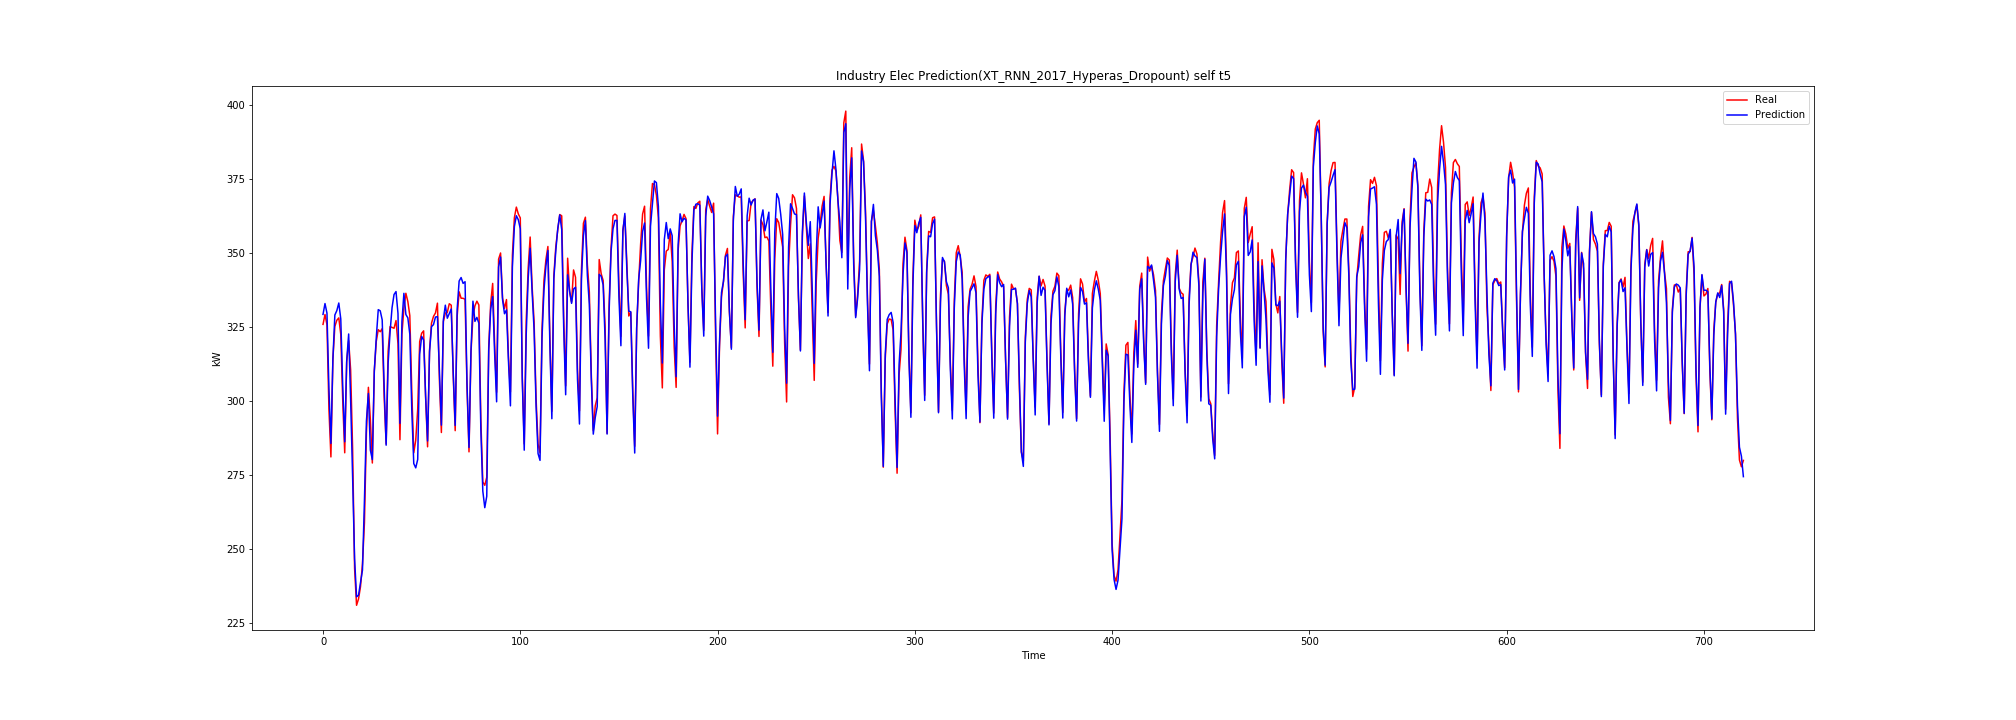 Industry Elec Prediction(XT_RNN_2017_Hyperas_Dropount) self t5
Real
Prediction
400
375
350
325
300
275
250
225
kW
0 100 200 300 400 500 600 700
Time